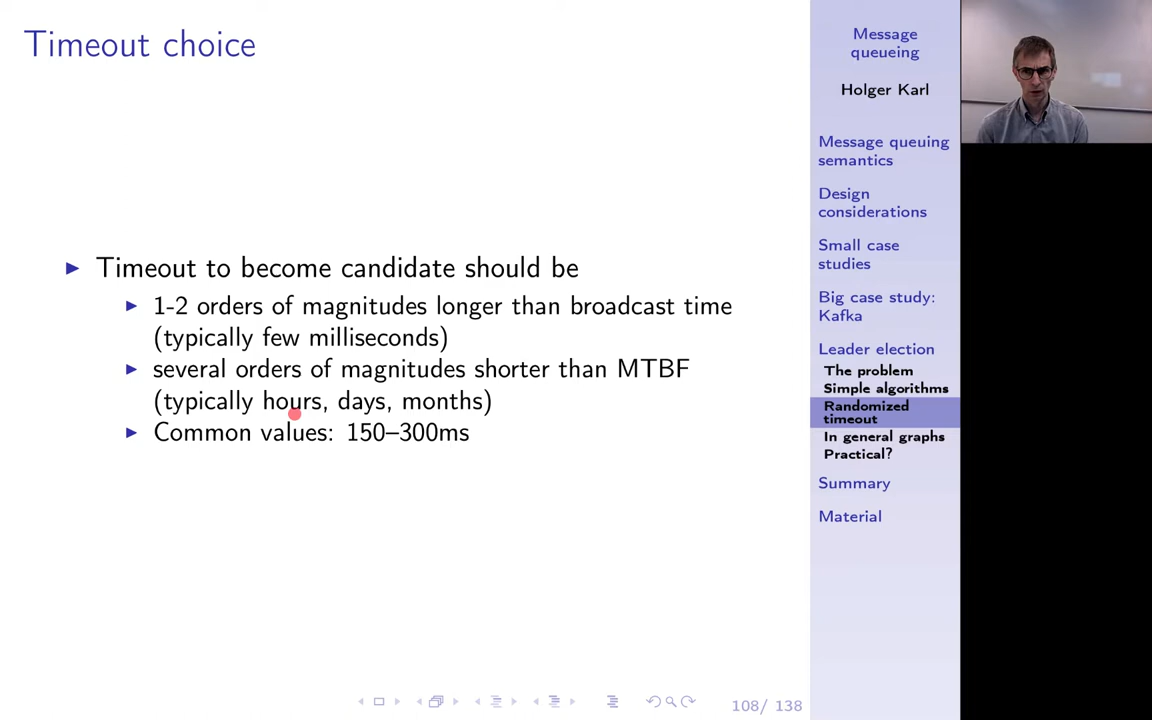 Timeout choice
Timeout to become candidate should be
1-2 orders of magnitudes longer than broadcast time
(typically few milliseconds)
several orders of magnitudes shorter than MTBF
(typically hours, days, months)
Common values: 150–300ms
Message
queueing
Holger Karl
Message queuing
semantics
Design
considerations
Small case
studies
Big case study:
Kafka
Leader election
The problem
Simple algorithms
Randomized
timeout
In general graphs
Practical?
Summary
Material
108/ 138